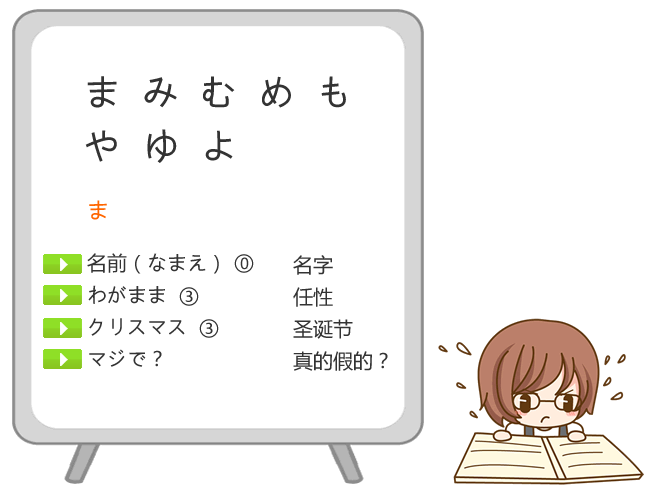 ま み む め も
や ゆ よ
ま
名前（なまえ） ⓪ 名字
わがまま ③ 任性
クリスマス ③ 圣诞节
マジで？ 真的假的？